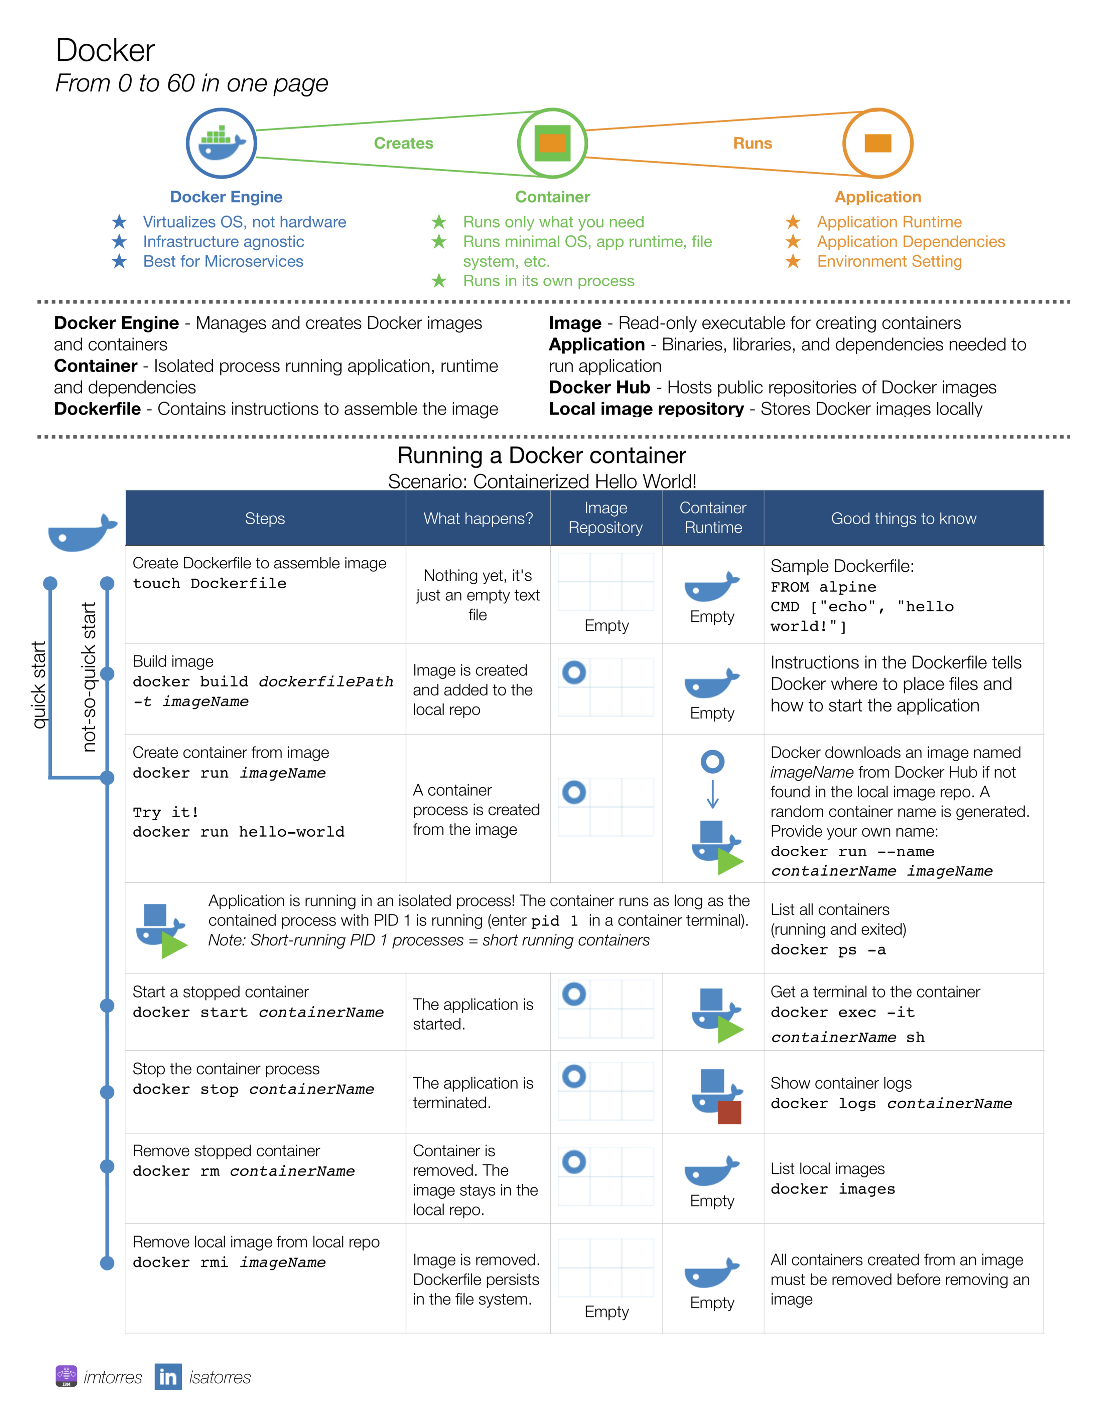 Docker
From 0 to 60 in one page
Creates
Runs
Docker Engine
Virtualizes OS, not hardware
Infrastructure agnostic
Best for Microservices
Container
Runs only what you need
Runs minimal OS, app runtime, file
system, etc.
Runs in its own process
Application
Application Runtime
Application Dependencies
Environment Setting
Docker Engine - Manages and creates Docker images
and containers
Container - Isolated process running application, runtime
and dependencies
Dockerfile - Contains instructions to assemble the image
Image - Read-only executable for creating containers
Application - Binaries, libraries, and dependencies needed to
run application
Docker Hub - Hosts public repositories of Docker images
Local image repository - Stores Docker images locally
Running a Docker container
Scenario: Containerized Hello World!
quick start
not-so-quick start
Steps
What happens?
Image
Repository
Container
Runtime
Good things to know
Create Dockerfile to assemble image
touch Dockerfile
Nothing yet, it's
just an empty text
file
Empty
Empty
Sample Dockerfile:
FROM alpine
CMD ["echo", "hello
world!"]
Build image
docker build dockerfilePath
-t imageName
Image is created
and added to the
local repo
Empty
Instructions in the Dockerfile tells
Docker where to place files and
how to start the application
Create container from image
docker run imageName
Try it!
docker run hello-world
A container
process is created
from the image
Docker downloads an image named
imageName from Docker Hub if not
found in the local image repo. A
random container name is generated.
Provide your own name:
docker run --name
containerName imageName
Application is running in an isolated process! The container runs as long as the
contained process with PID 1 is running (enter pid 1 in a container terminal).
Note: Short-running PID 1 processes = short running containers
List all containers
(running and exited)
docker ps -a
Start a stopped container
docker start containerName
The application is
started.
Get a terminal to the container
docker exec -it
containerName sh
Stop the container process
docker stop containerName
The application is
terminated.
Show container logs
docker logs containerName
Remove stopped container
docker rm containerName
Container is
removed. The
image stays in the
local repo.
Empty
List local images
docker images
Remove local image from local repo
docker rmi imageName
Image is removed.
Dockerfile persists
in the file system.
Empty
Empty
All containers created from an image
must be removed before removing an
image
imtorres
in
isatorres